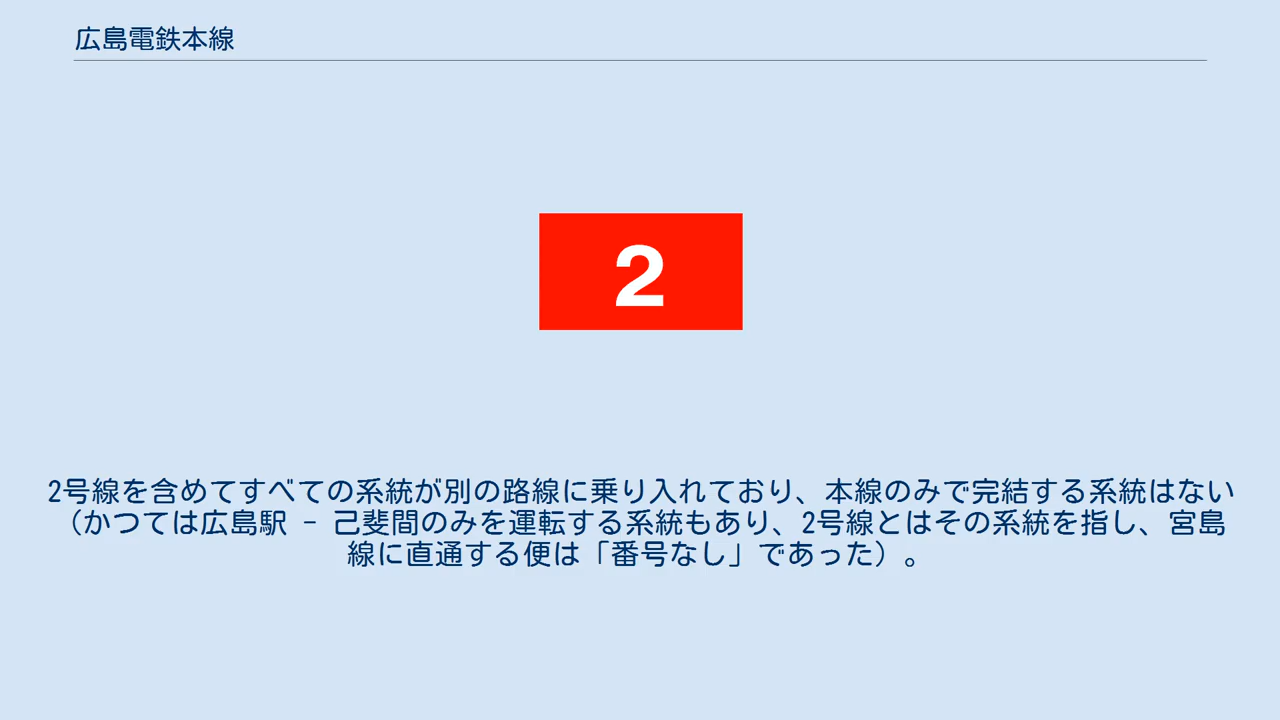 広島電鉄本線
2
2号線を含めてすべての系統が別の路線に乗り入れており、本線のみで完結する系統はない
（かつては広島駅 - 己斐間のみを運転する系統もあり、2号線とはその系統を指し、宮島
線に直通する便は「番号なし」であった）。